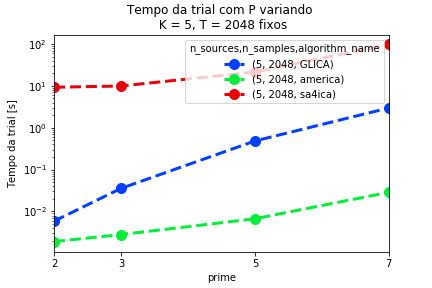 Tempo da trial com P variando
K = 5, T = 2048 fixos
n_sources,n_samples,algorithm_name
(5, 2048, GLICA)
(5, 2048, america)
(5, 2048, sa4ica)
Tempo da trial [s]
10²
10¹
10⁰
10⁻¹
10⁻²
2 3 5 7
prime